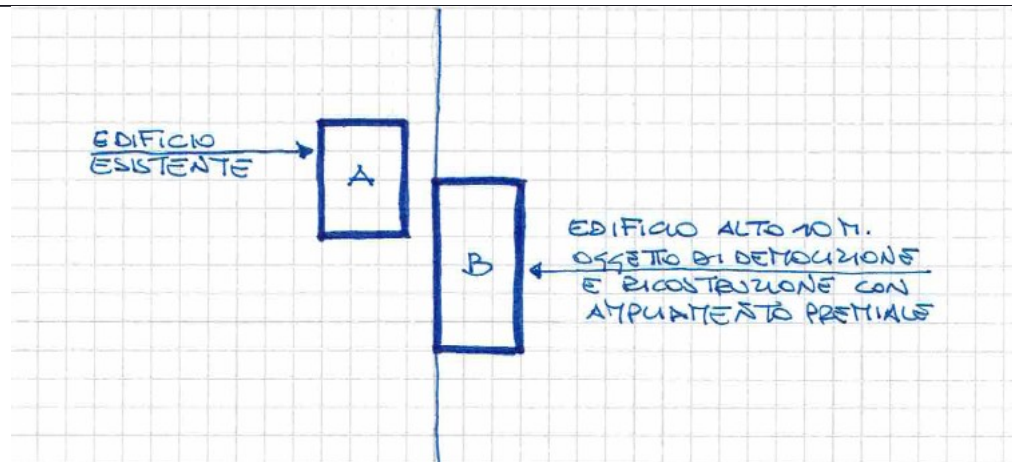 EDIFICIO
ESISTENTE
A
B
EDIFICIO ALTO 10 M.
OGGETTO DI DEMOLIZIONE
E RICOSTRUZIONE CON
AMPLIAMENTO PREMIALE